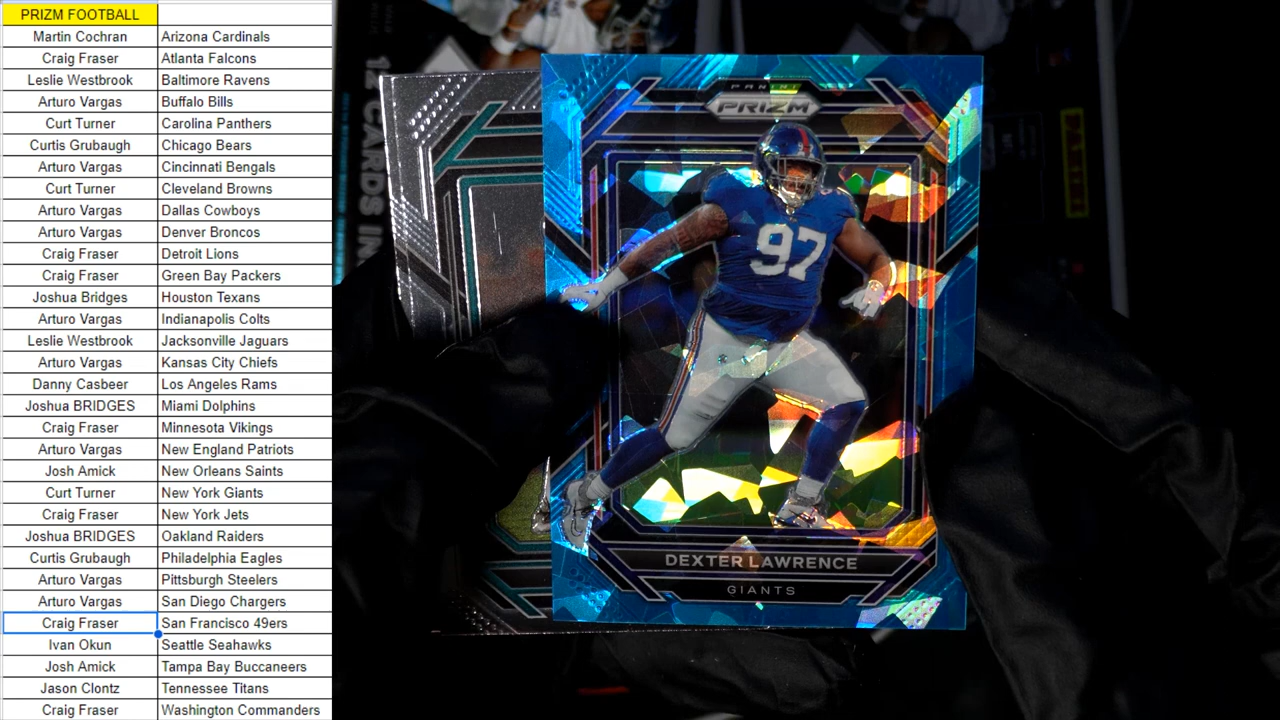 PRIZM FOOTBALL
Martin Cochran Arizona Cardinals
Craig Fraser Atlanta Falcons
Leslie Westbrook Baltimore Ravens
Arturo Vargas Buffalo Bills
Curt Turner Carolina Panthers
Curtis Grubaugh Chicago Bears
Arturo Vargas Cincinnati Bengals
Curt Turner Cleveland Browns
Arturo Vargas Dallas Cowboys
Arturo Vargas Denver Broncos
Craig Fraser Detroit Lions
Craig Fraser Green Bay Packers
Joshua Bridges Houston Texans
Arturo Vargas Indianapolis Colts
Leslie Westbrook Jacksonville Jaguars
Arturo Vargas Kansas City Chiefs
Danny Casbeer Los Angeles Rams
Joshua BRIDGES Miami Dolphins
Craig Fraser Minnesota Vikings
Arturo Vargas New England Patriots
Josh Amick New Orleans Saints
Curt Turner New York Giants
Craig Fraser New York Jets
Joshua BRIDGES Oakland Raiders
Curtis Grubaugh Philadelphia Eagles
Arturo Vargas Pittsburgh Steelers
Arturo Vargas San Diego Chargers
Craig Fraser San Francisco 49ers
Ivan Okun Seattle Seahawks
Josh Amick Tampa Bay Buccaneers
Jason Clontz Tennessee Titans
Craig Fraser Washington Commanders
12 CARDS IN
PANINI
PRIZM
97
DEXTER LAWRENCE
GIANTS
PANINI